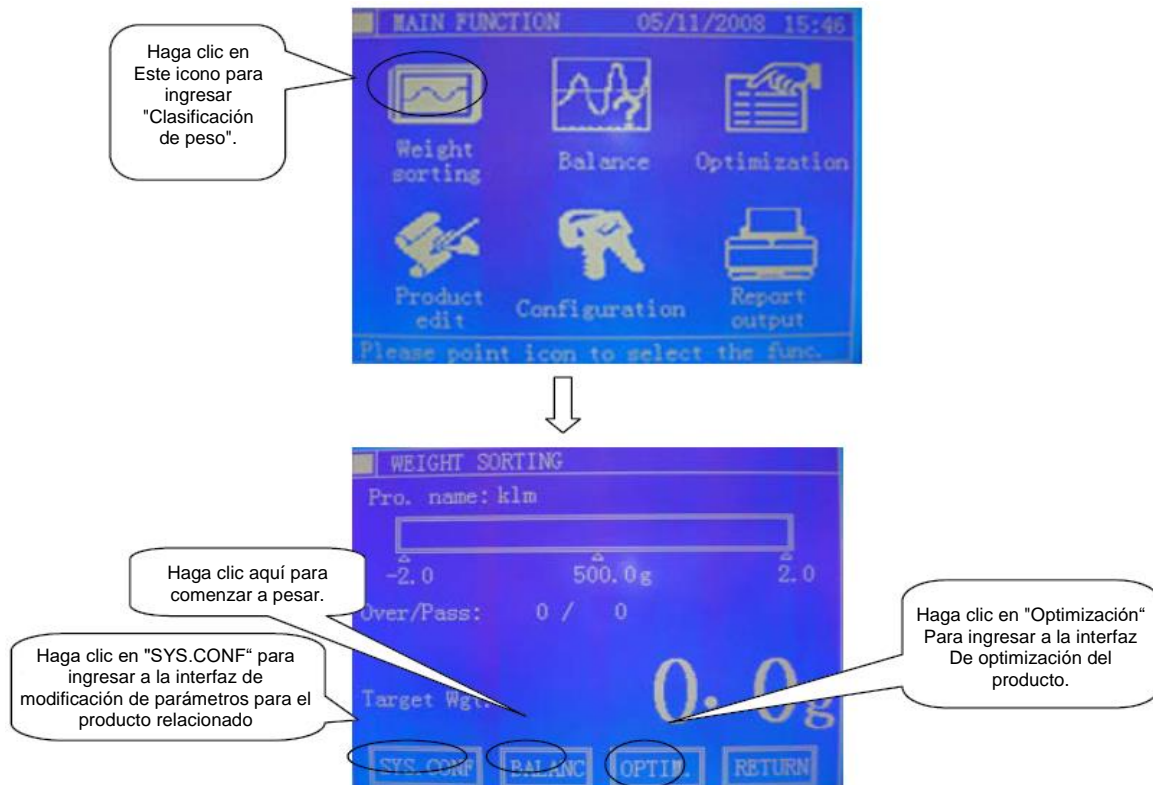 MAIN FUNCTION 05/11/2008 15:46
Haga clic en
Este icono para
ingresar
"Clasificación
de peso".
Weight
sorting
Balance
Optimization
Product
edit
Configuration
Report
output
Please point icon to select the func.
WEIGHT SORTING
Pro. name: klm
-2.0 500.0g 2.0
Haga clic aquí para
comenzar a pesar.
Over/Pass: 0 / 0
Haga clic en "Optimización“
Para ingresar a la interfaz
De optimización del
producto.
Haga clic en "SYS.CONF“ para
ingresar a la interfaz de
modificación de parámetros para el
producto relacionado
Target Wgt. 0.0g
SYS.CONF BALANC OPTIM. RETURN